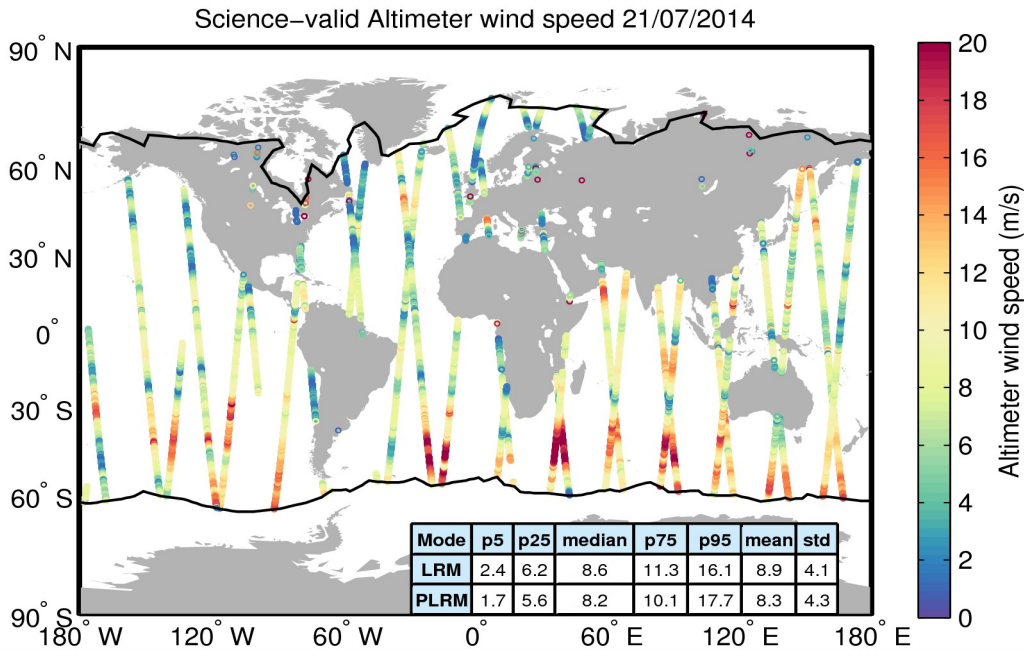 Science−valid Altimeter wind speed 21/07/2014
90° N
60° N
30° N
0°
30° S
60° S
90° S
180° W
120° W
60° W
0°
60° E
120° E
180° E
Mode p5 p25 median p75 p95 mean std
LRM 2.4 6.2 8.6 11.3 16.1 8.9 4.1
PLRM 1.7 5.6 8.2 10.1 17.7 8.3 4.3
20
18
16
14
12
10
8
6
4
2
0
Altimeter wind speed (m/s)